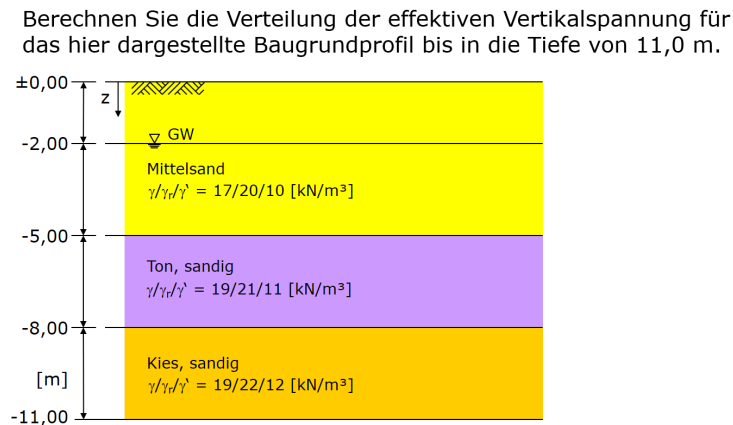 Berechnen Sie die Verteilung der effektiven Vertikalspannung für
das hier dargestellte Baugrundprofil bis in die Tiefe von 11,0 m.
±0,00
z
GW
-2,00
Mittelsand
γ/γr/γ‘ = 17/20/10 [kN/m³]
-5,00
Ton, sandig
γ/γr/γ‘ = 19/21/11 [kN/m³]
-8,00
Kies, sandig
[m]
γ/γr/γ‘ = 19/22/12 [kN/m³]
-11,00